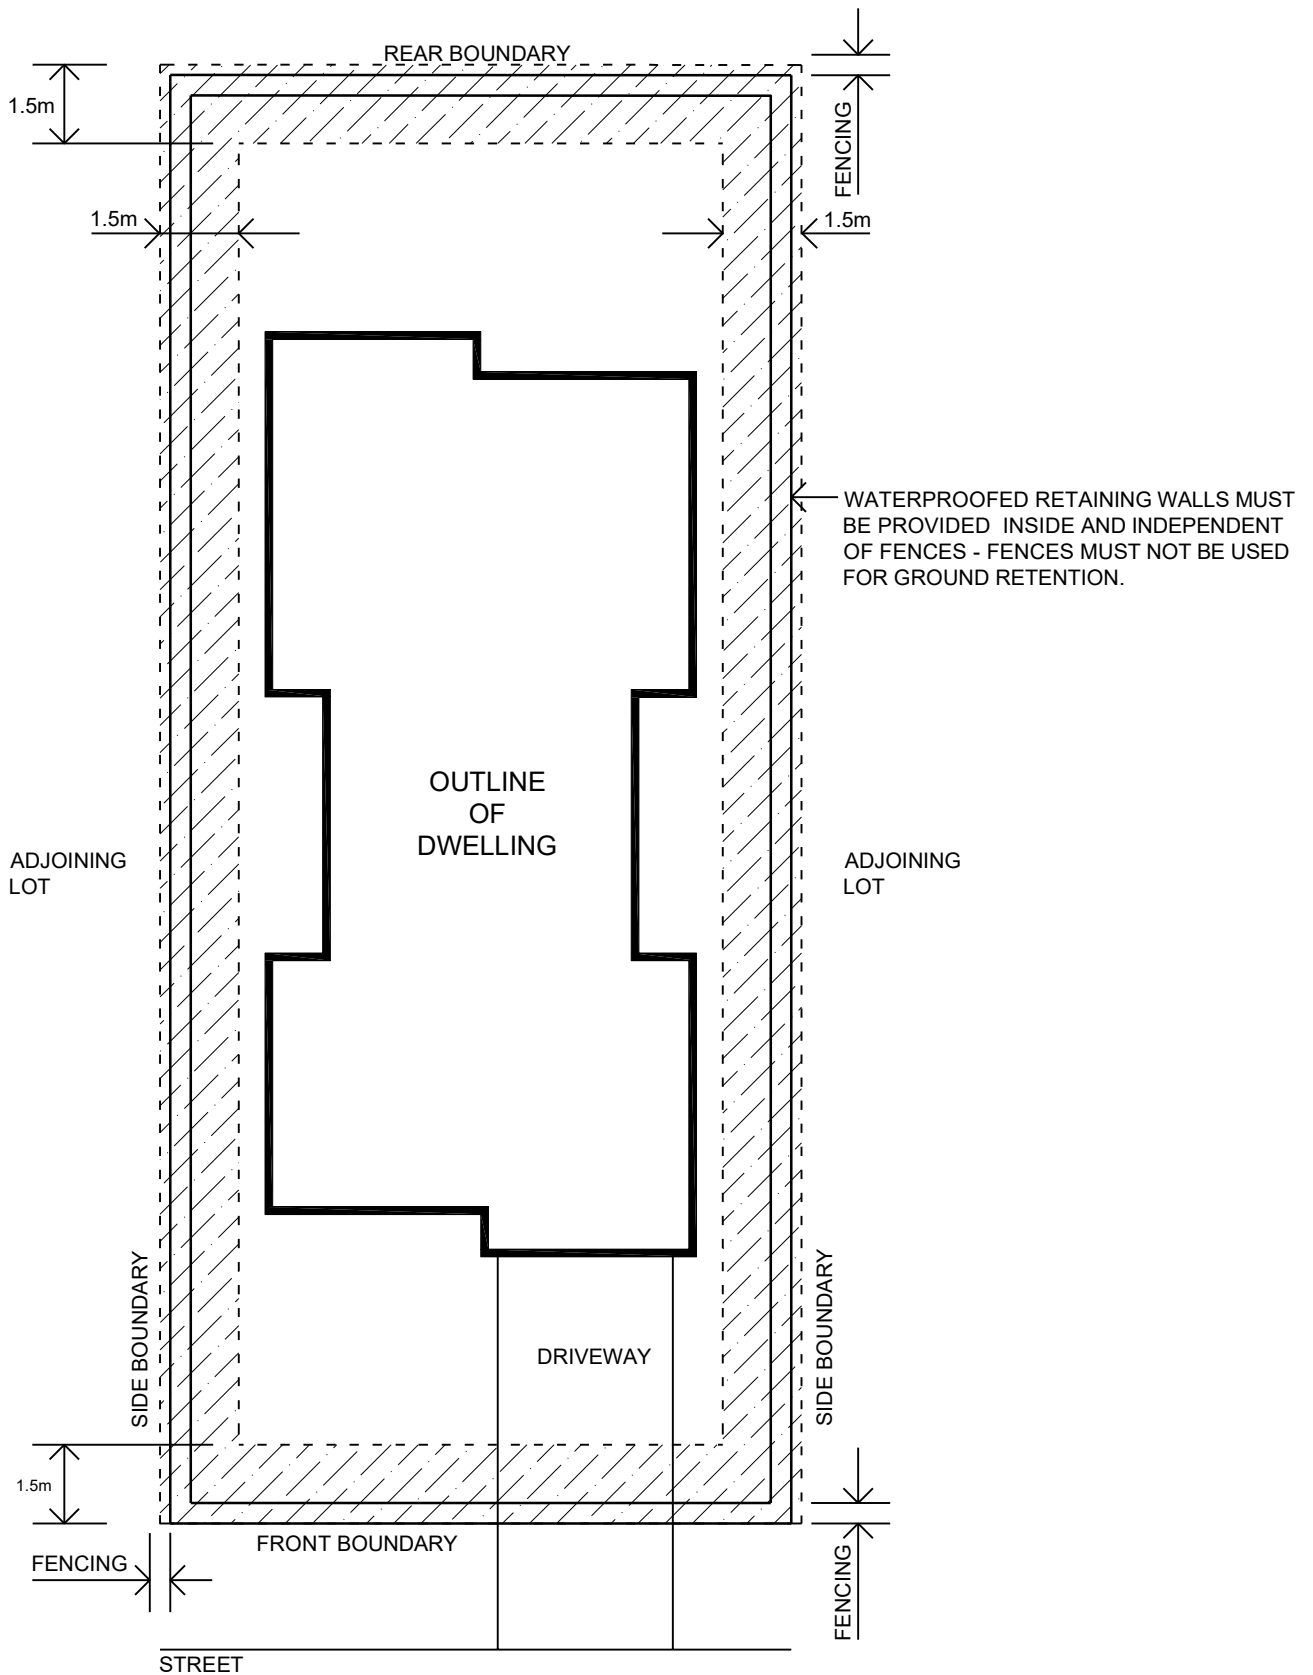 REAR BOUNDARY
1.5m
FENCING
1.5m
1.5m
WATERPROOFED RETAINING WALLS MUST
BE PROVIDED INSIDE AND INDEPENDENT
OF FENCES - FENCES MUST NOT BE USED
FOR GROUND RETENTION.
OUTLINE
OF
DWELLING
ADJOINING
LOT
ADJOINING
LOT
SIDE BOUNDARY
SIDE BOUNDARY
DRIVEWAY
1.5m
FRONT BOUNDARY
FENCING
FENCING
STREET